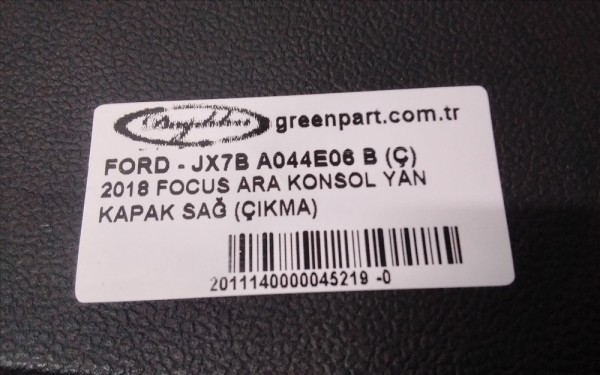 greenpart.com.tr
FORD - JX7B A044E06 B (Ç)
2018 FOCUS ARA KONSOL YAN
KAPAK SAĞ (ÇIKMA)
2011140000045219 -0